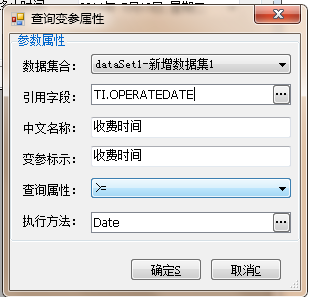 查询变参属性
参数属性
数据集合: dataSet1-新增数据集1
引用字段: TI.OPERATEDATE
中文名称: 收费时间
变参标示: 收费时间
查询属性: >=
执行方法: Date
确定S 取消C